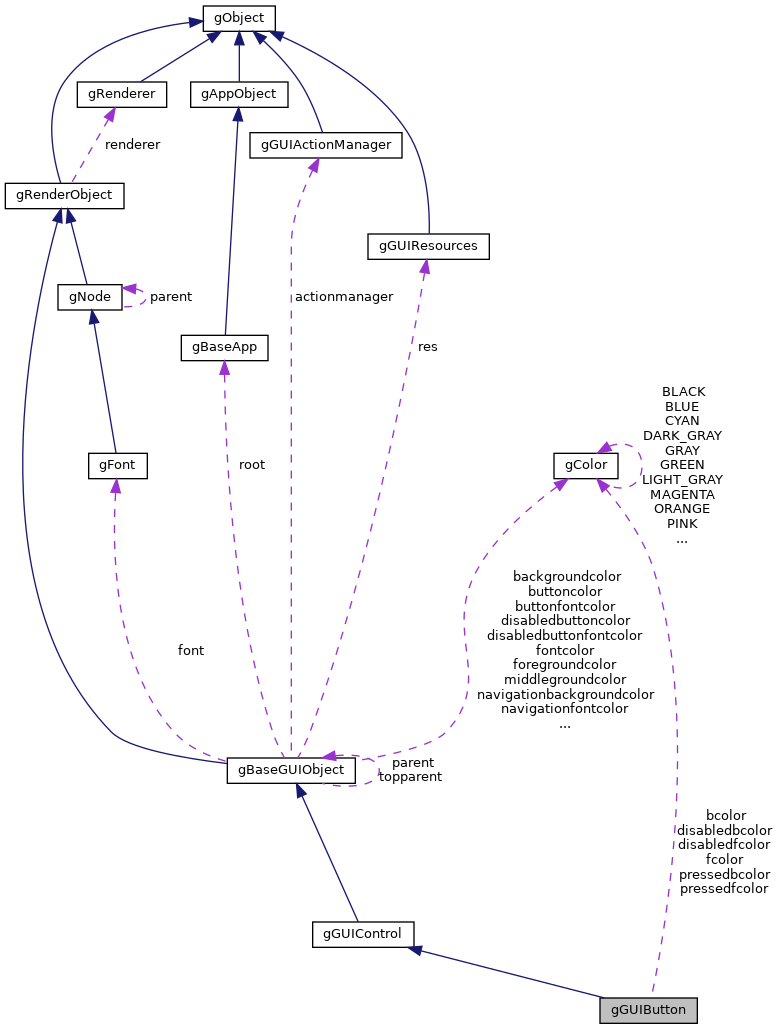 gObject
gRenderer
gAppObject
gGUIActionManager
renderer
gRenderObject
gGUIResources
gNode
parent
actionmanager
gBaseApp
res
BLACK
BLUE
CYAN
DARK_GRAY
GRAY
GREEN
LIGHT_GRAY
MAGENTA
ORANGE
PINK
...
gFont
root
gColor
backgroundcolor
buttoncolor
buttonfontcolor
disabledbuttoncolor
disabledbuttonfontcolor
fontcolor
foregroundcolor
middlegroundcolor
navigationbackgroundcolor
navigationfontcolor
...
font
gBaseGUIObject
parent
topparent
bcolor
disabledbcolor
disabledfcolor
fcolor
pressedbcolor
pressedfcolor
gGUIControl
gGUIButton